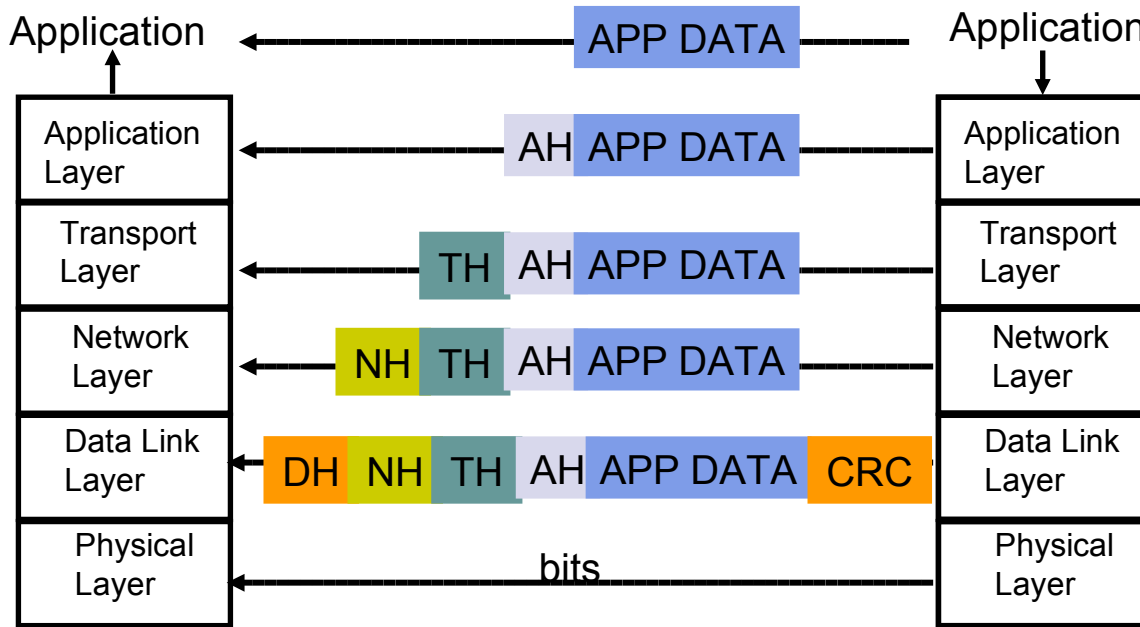 Application
APP DATA
Application
Application
Layer
AH APP DATA
Application
Layer
Transport
Layer
TH AH APP DATA
Transport
Layer
Network
Layer
NH TH AH APP DATA
Network
Layer
Data Link
Layer
DH NH TH AH APP DATA CRC
Data Link
Layer
Physical
Layer
bits
Physical
Layer